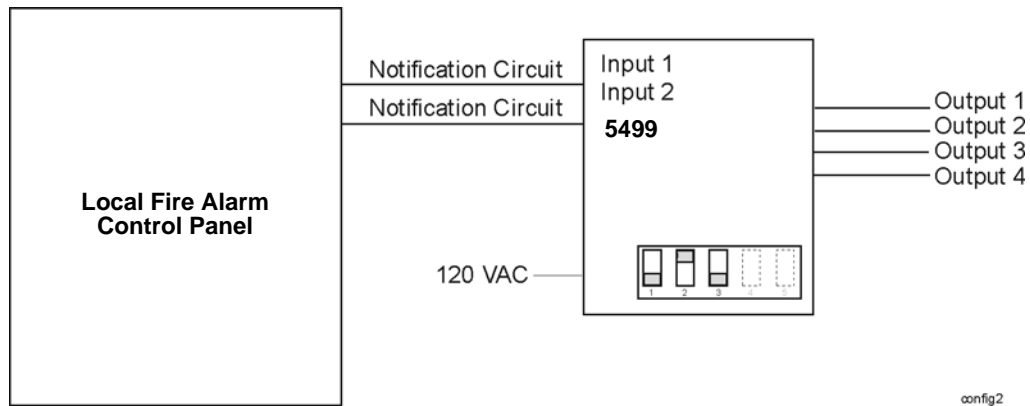 Local Fire Alarm
Control Panel
Notification Circuit
Notification Circuit
120 VAC
Input 1
Input 2
5499
1 2 3 4 5
Output 1
Output 2
Output 3
Output 4
config2